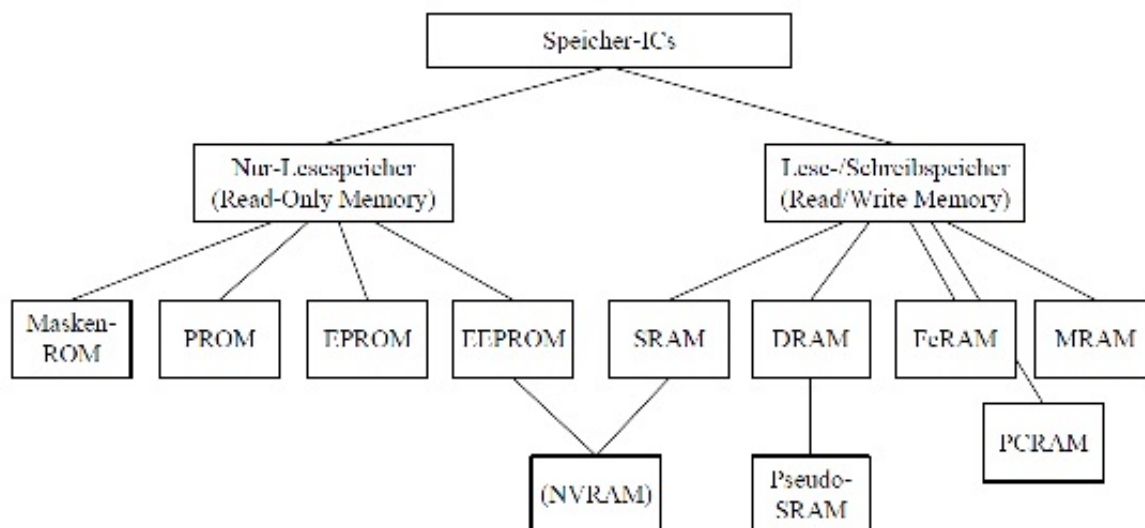 Speicher-ICs
Nur-Lesespeicher
(Read-Only Memory)
Lese-/Schreibspeicher
(Read/Write Memory)
Masken-
ROM
PROM
EPROM
EEPROM
SRAM
DRAM
FeRAM
MRAM
PCRAM
(NVRAM)
Pseudo-
SRAM